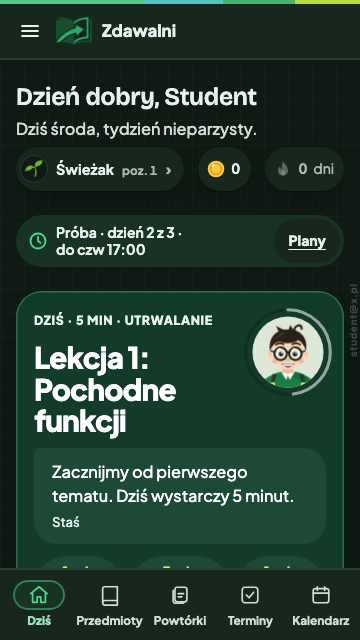 Zdawalni
Dzień dobry, Student
Dziś środa, tydzień nieparzysty.
Świeżak poz. 1 ›
0
0 dni
Próba · dzień 2 z 3 ·
do czw 17:00
Plany
student@x.pl
DZIŚ · 5 MIN · UTRWALANIE
Lekcja 1:
Pochodne
funkcji
Zacznijmy od pierwszego
tematu. Dziś wystarczy 5 minut.
Staś
Dziś
Przedmioty
Powtórki
Terminy
Kalendarz